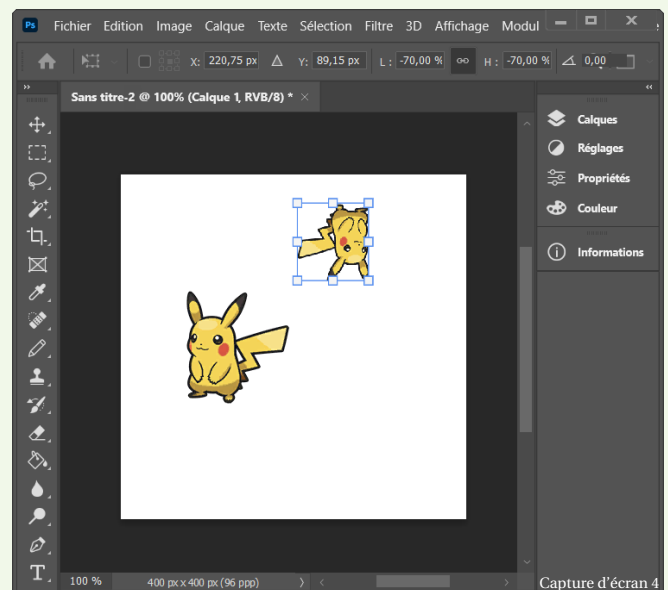 Ps Fichier Edition Image Calque Texte Sélection Filtre 3D Affichage Modul
X: 220,75 px Δ Y: 89,15 px L : -70,00 % H : -70,00 % 0,00
Sans titre-2 @ 100% (Calque 1, RVB/8) * ×
Calques
Réglages
Propriétés
Couleur
Informations
100 % 400 px x 400 px (96 ppp)
Capture d'écran 4